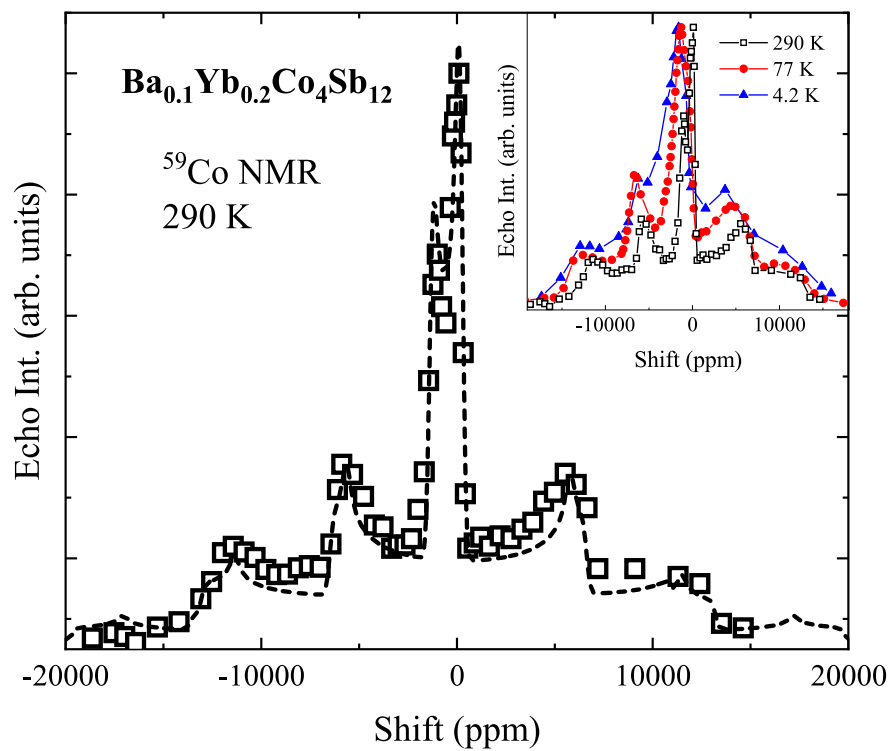 Ba0.1Yb0.2Co4Sb12
59Co NMR
290 K
Echo Int. (arb. units)
-20000 -10000 0 10000 20000
Shift (ppm)
290 K
77 K
4.2 K
Echo Int. (arb. units)
-10000 0 10000
Shift (ppm)